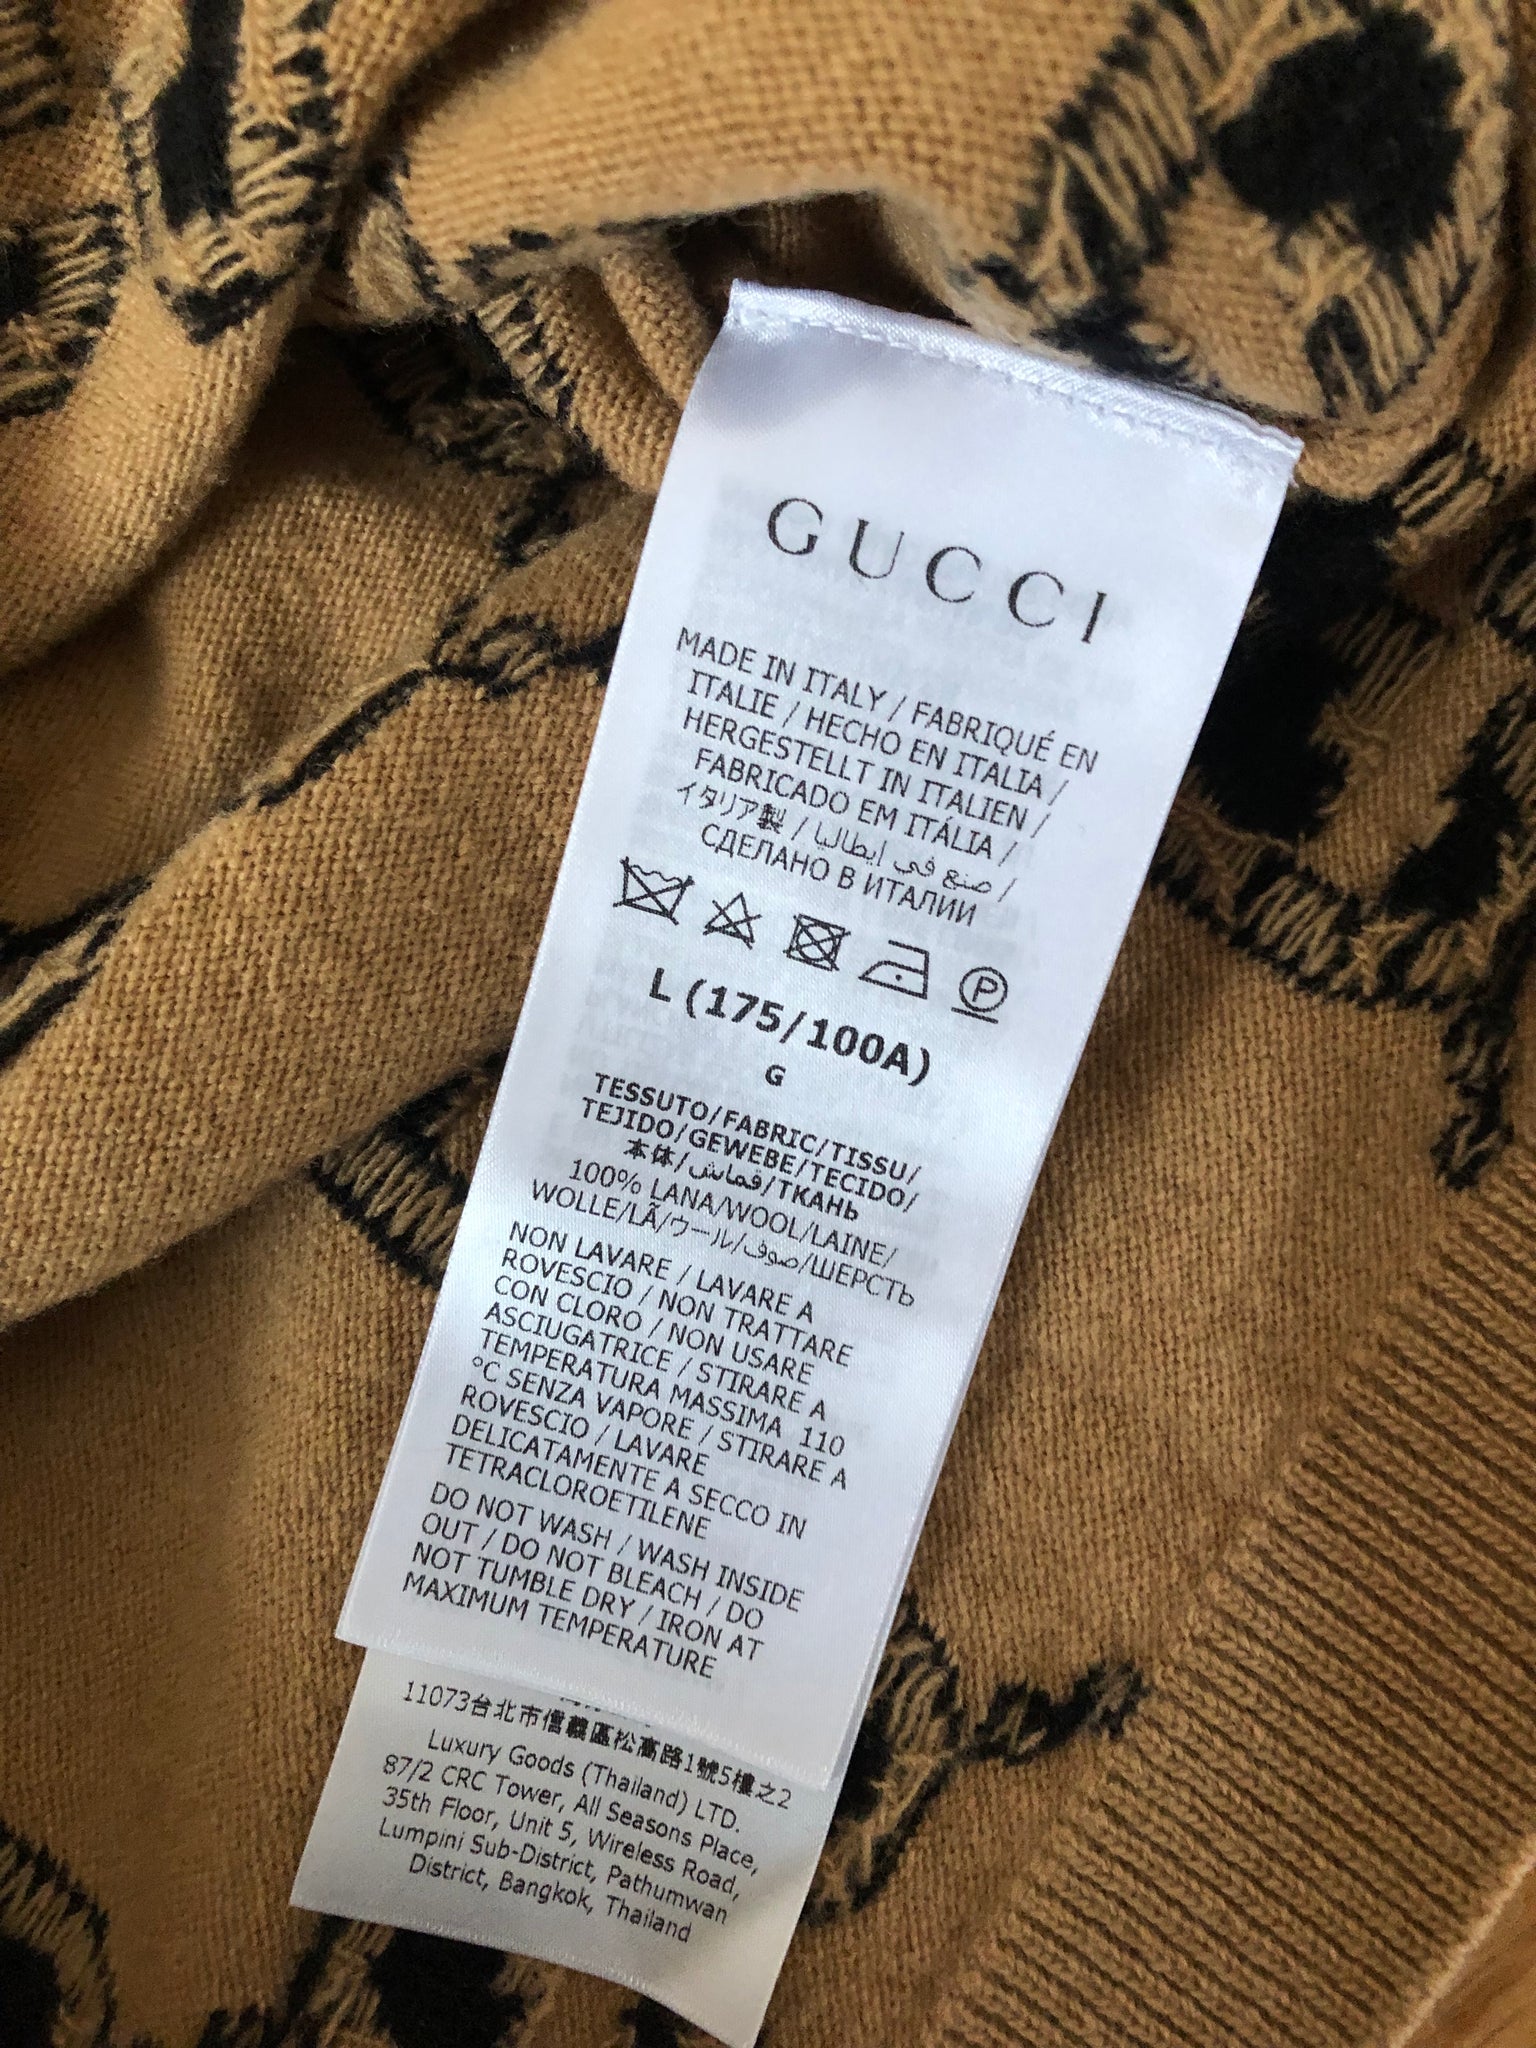 GUCCI
MADE IN ITALY / FABRIQUÉ EN
ITALIE / HECHO EN ITALIA /
HERGESTELLT IN ITALIEN /
FABRICADO EM ITÁLIA /
イタリア製 / صنع في ايطاليا /
СДЕЛАНО В ИТАЛИИ
P
L (175/100A)
G
TESSUTO/FABRIC/TISSU/
TEJIDO/GEWEBE/TECIDO/
本体/قماش/ТКАНЬ
100% LANA/WOOL/LAINE/
WOLLE/LÃ/ウール/صوف/ШЕРСТЬ
NON LAVARE / LAVARE A
ROVESCIO / NON TRATTARE
CON CLORO / NON USARE
ASCIUGATRICE / STIRARE A
TEMPERATURA MASSIMA 110
°C SENZA VAPORE / STIRARE A
ROVESCIO / LAVARE
DELICATAMENTE A SECCO IN
TETRACLOROETILENE
DO NOT WASH / WASH INSIDE
OUT / DO NOT BLEACH / DO
NOT TUMBLE DRY / IRON AT
MAXIMUM TEMPERATURE
11073台北市信義區松高路1號5樓之2
Luxury Goods (Thailand) LTD.
87/2 CRC Tower, All Seasons Place,
35th Floor, Unit 5, Wireless Road,
Lumpini Sub-District, Pathumwan
District, Bangkok, Thailand